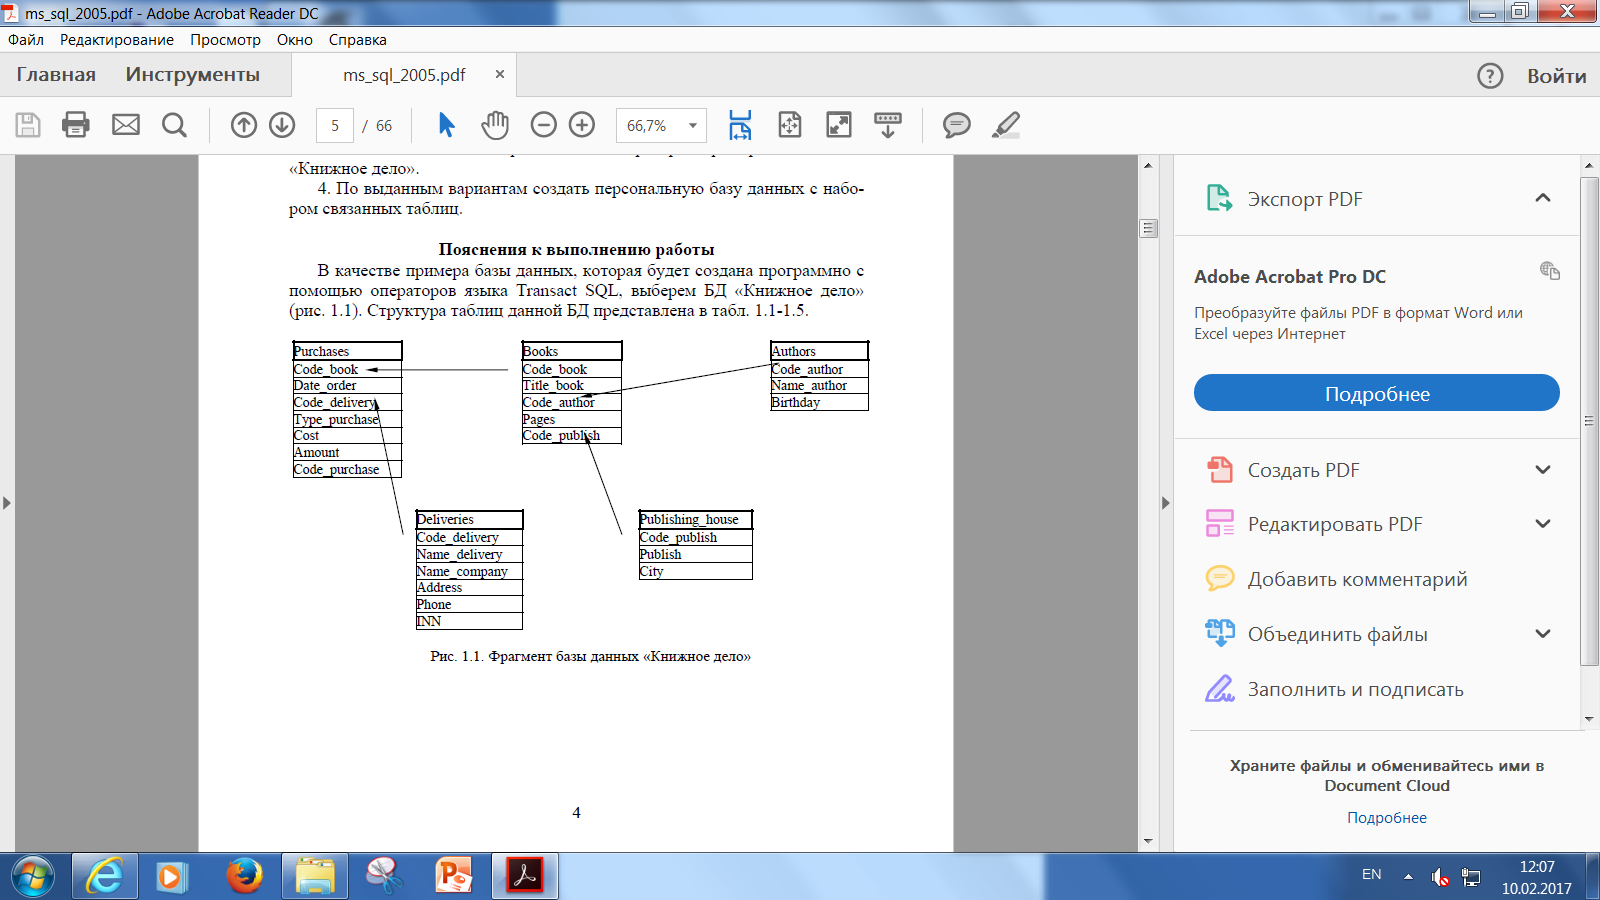 ms_sql_2005.pdf - Adobe Acrobat Reader DC
Файл Редактирование Просмотр Окно Справка
Главная Инструменты ms_sql_2005.pdf × ? Войти
5 / 66 66,7%
«Книжное дело».
4. По выданным вариантам создать персональную базу данных с набо-
ром связанных таблиц.
Пояснения к выполнению работы
В качестве примера базы данных, которая будет создана программно с
помощью операторов языка Transact SQL, выберем БД «Книжное дело»
(рис. 1.1). Структура таблиц данной БД представлена в табл. 1.1-1.5.
Purchases
Code_book
Date_order
Code_delivery
Type_purchase
Cost
Amount
Code_purchase
Books
Code_book
Title_book
Code_author
Pages
Code_publish
Authors
Code_author
Name_author
Birthday
Deliveries
Code_delivery
Name_delivery
Name_company
Address
Phone
INN
Publishing_house
Code_publish
Publish
City
Рис. 1.1. Фрагмент базы данных «Книжное дело»
4
Экспорт PDF
Adobe Acrobat Pro DC
Преобразуйте файлы PDF в формат Word или
Excel через Интернет
Подробнее
Создать PDF
Редактировать PDF
Добавить комментарий
Объединить файлы
Заполнить и подписать
Храните файлы и обменивайтесь ими в
Document Cloud
Подробнее
EN
12:07
10.02.2017